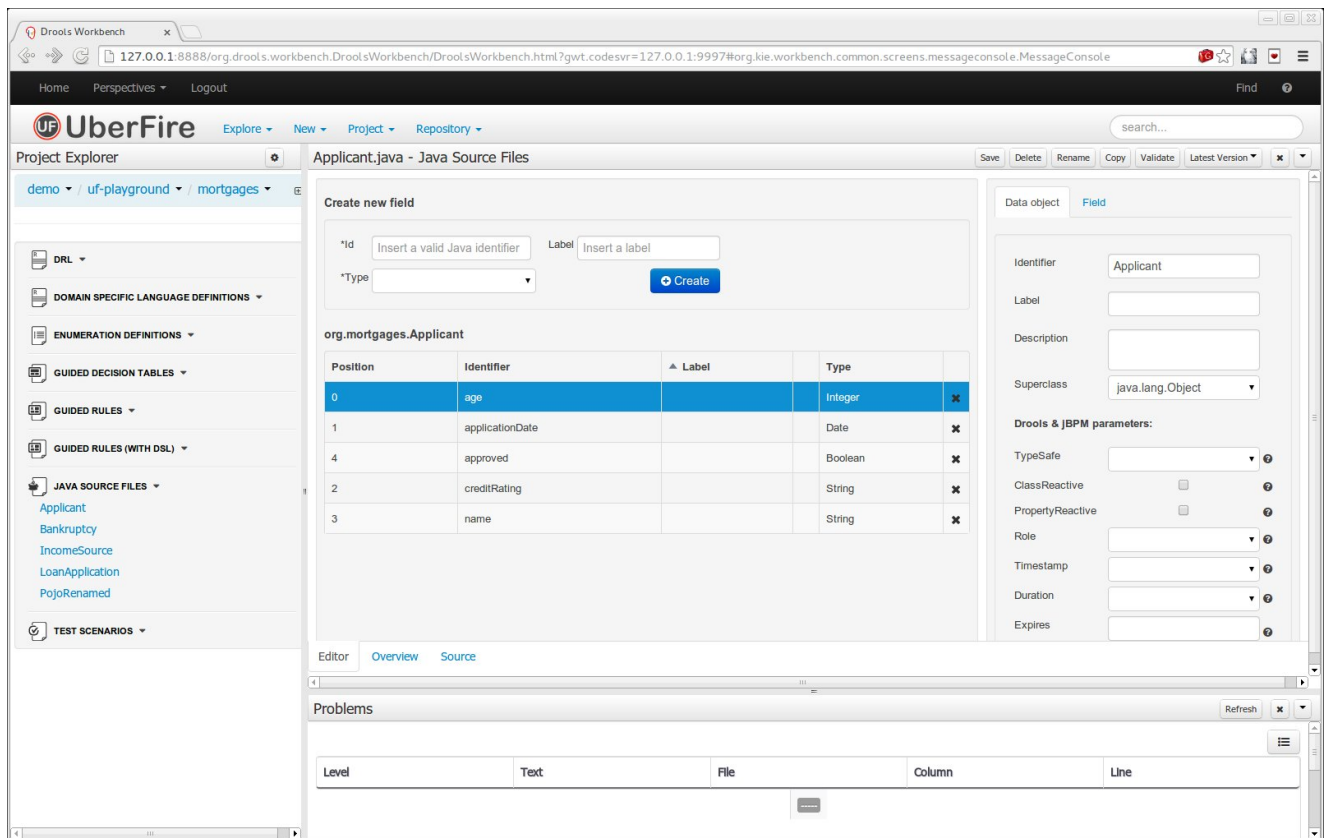 Drools Workbench
127.0.0.1:8888/org.drools.workbench.DroolsWorkbench/DroolsWorkbench.html?gwt.codesvr=127.0.0.1:9997#org.kie.workbench.common.screens.messageconsole.MessageConsole
Home Perspectives Logout Find
UF UberFire Explore New Project Repository search...
Project Explorer
demo / uf-playground / mortgages
DRL
DOMAIN SPECIFIC LANGUAGE DEFINITIONS
ENUMERATION DEFINITIONS
GUIDED DECISION TABLES
GUIDED RULES
GUIDED RULES (WITH DSL)
JAVA SOURCE FILES
Applicant
Bankruptcy
IncomeSource
LoanApplication
PojoRenamed
TEST SCENARIOS
Applicant.java - Java Source Files Save Delete Rename Copy Validate Latest Version
Create new field
*Id Insert a valid Java identifier Label Insert a label
*Type Create
org.mortgages.Applicant
Position Identifier Label Type
0 age Integer
1 applicationDate Date
4 approved Boolean
2 creditRating String
3 name String
Data object Field
Identifier Applicant
Label
Description
Superclass java.lang.Object
Drools & jBPM parameters:
TypeSafe
ClassReactive
PropertyReactive
Role
Timestamp
Duration
Expires
Editor Overview Source
Problems Refresh
Level Text File Column Line